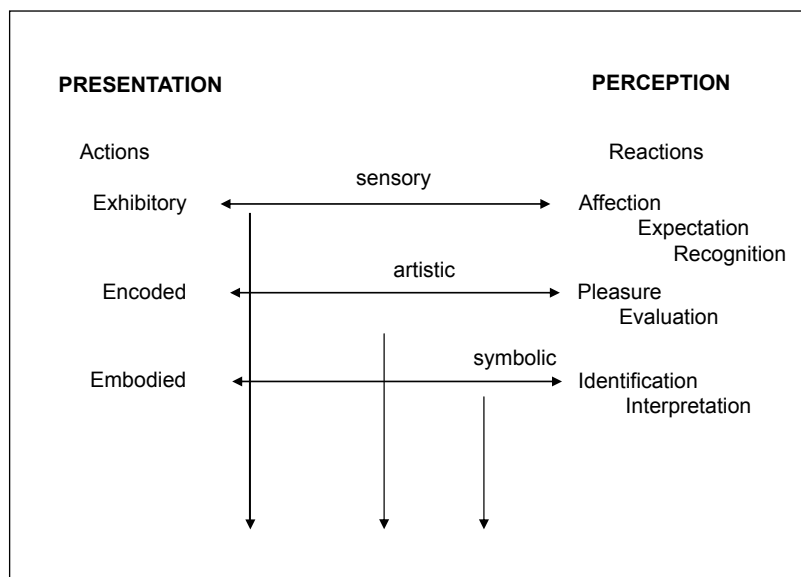 PRESENTATION
PERCEPTION
Actions
Reactions
sensory
Exhibitory
Affection
Expectation
Recognition
artistic
Encoded
Pleasure
Evaluation
symbolic
Embodied
Identification
Interpretation